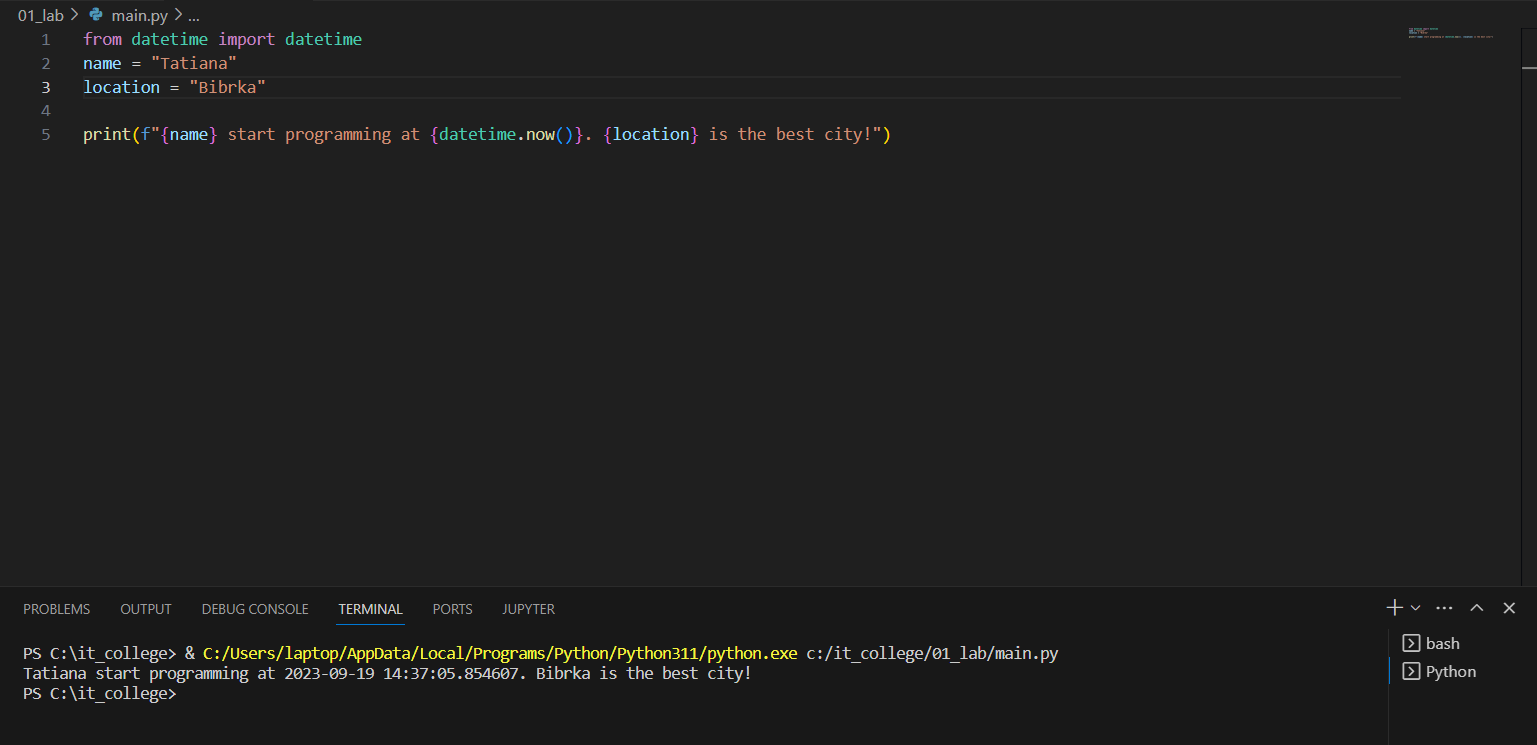 01_lab > main.py > ...
1 from datetime import datetime
2 name = "Tatiana"
3 location = "Bibrka"
4
5 print(f"{name} start programming at {datetime.now()}. {location} is the best city!")
PROBLEMS OUTPUT DEBUG CONSOLE TERMINAL PORTS JUPYTER
PS C:\it_college> & C:/Users/laptop/AppData/Local/Programs/Python/Python311/python.exe c:/it_college/01_lab/main.py
Tatiana start programming at 2023-09-19 14:37:05.854607. Bibrka is the best city!
PS C:\it_college>
bash
Python